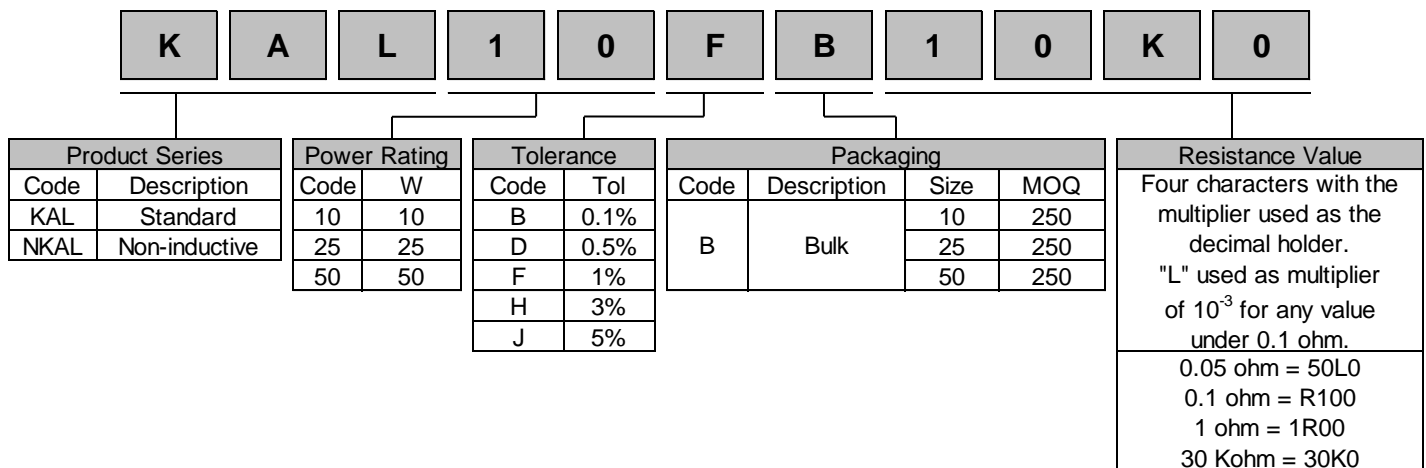 K A L 1 0 F B 1 0 K 0
Product Series
Code Description
KAL Standard
NKAL Non-inductive
Power Rating
Code W
10 10
25 25
50 50
Tolerance
Code Tol
B 0.1%
D 0.5%
F 1%
H 3%
J 5%
Packaging
Code Description Size MOQ
B Bulk
10 250
25 250
50 250
Resistance Value
Four characters with the
multiplier used as the
decimal holder.
"L" used as multiplier
of 10⁻³ for any value
under 0.1 ohm.
0.05 ohm = 50L0
0.1 ohm = R100
1 ohm = 1R00
30 Kohm = 30K0